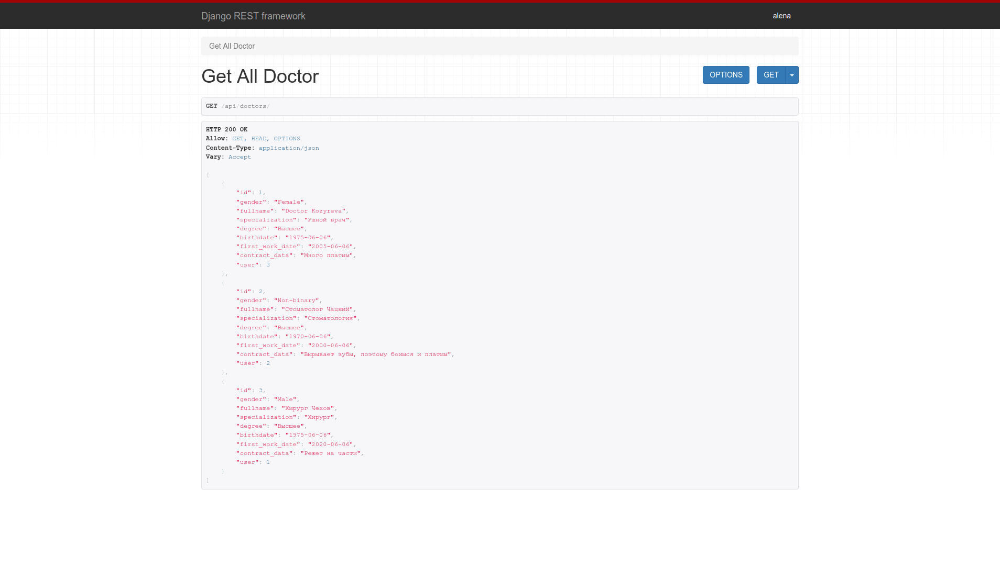 Django REST framework
alena
Get All Doctor
Get All Doctor
OPTIONS
GET
GET /api/doctors/
HTTP 200 OK
Allow: GET, HEAD, OPTIONS
Content-Type: application/json
Vary: Accept
[
    {
        "id": 1,
        "gender": "Female",
        "fullname": "Doctor Kozyreva",
        "specialization": "Ушной врач",
        "degree": "Высшее",
        "birthdate": "1975-06-06",
        "first_work_date": "2005-06-06",
        "contract_data": "Много платим",
        "user": 3
    },
    {
        "id": 2,
        "gender": "Non-binary",
        "fullname": "Стоматолог Чацкий",
        "specialization": "Стоматология",
        "degree": "Высшее",
        "birthdate": "1970-06-06",
        "first_work_date": "2000-06-06",
        "contract_data": "Вырывает зубы, поэтому боимся и платим",
        "user": 2
    },
    {
        "id": 3,
        "gender": "Male",
        "fullname": "Хирург Чехов",
        "specialization": "Хирург",
        "degree": "Высшее",
        "birthdate": "1975-06-06",
        "first_work_date": "2020-06-06",
        "contract_data": "Режет на части",
        "user": 1
    }
]